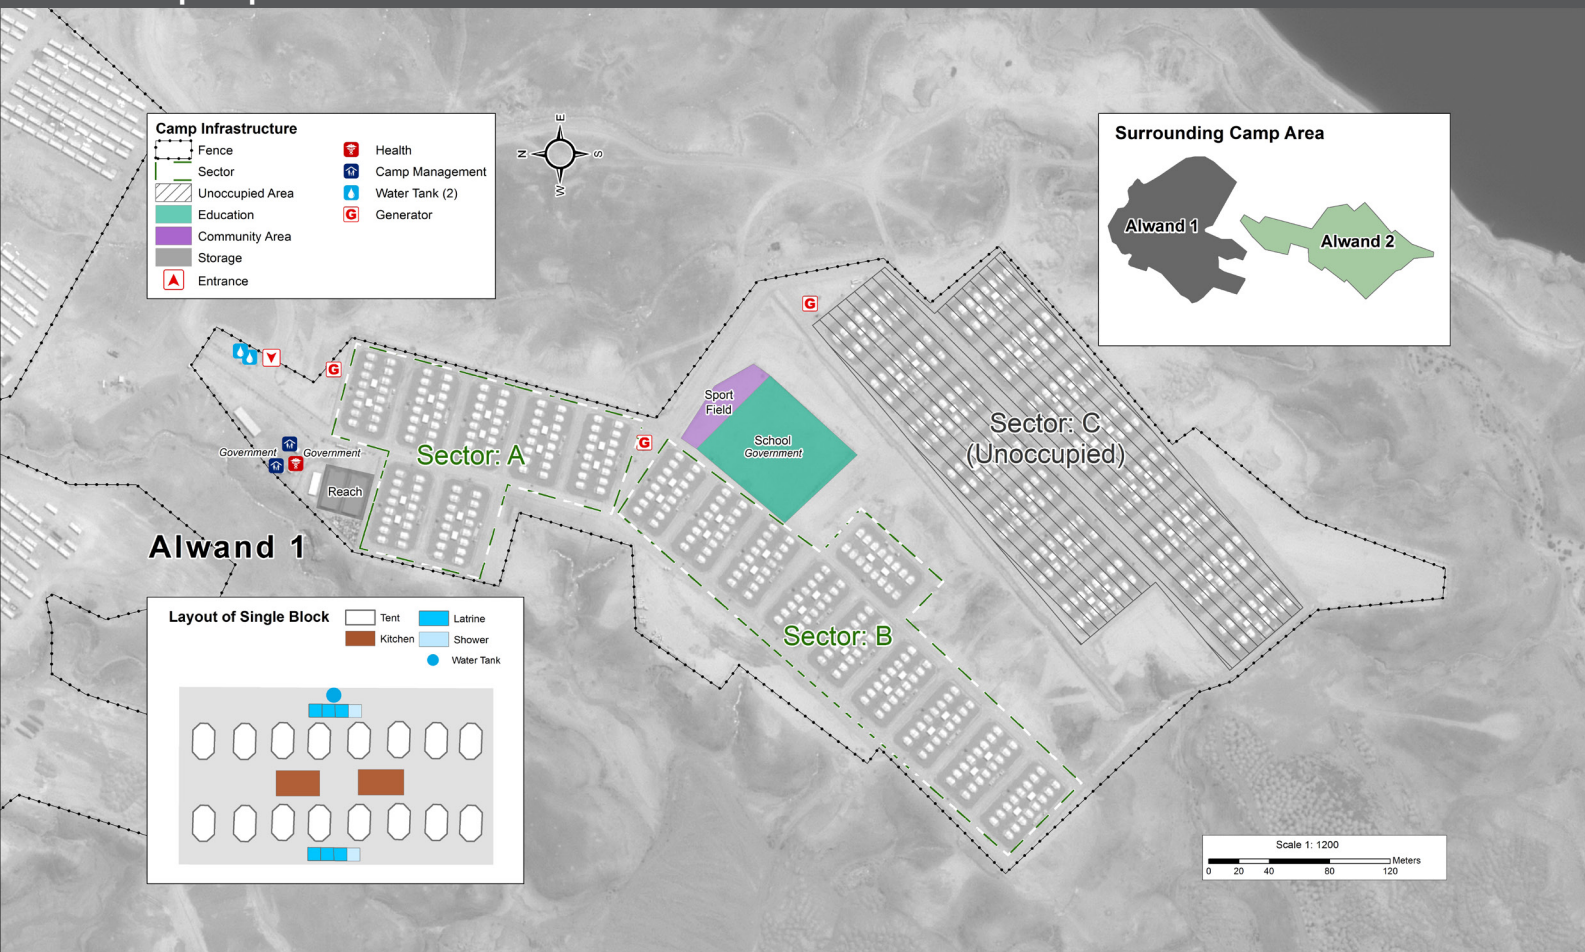 Camp Infrastructure
Fence
Sector
Unoccupied Area
Education
Community Area
Storage
Entrance
Health
Camp Management
Water Tank (2)
G Generator
E
N S
W
Surrounding Camp Area
Alwand 1
Alwand 2
G
G
G
Sport
Field
School
Government
Sector: C
(Unoccupied)
Sector: A
Government
Government
Reach
Alwand 1
Sector: B
Layout of Single Block
Tent
Latrine
Kitchen
Shower
Water Tank
Scale 1: 1200
Meters
0 20 40 80 120